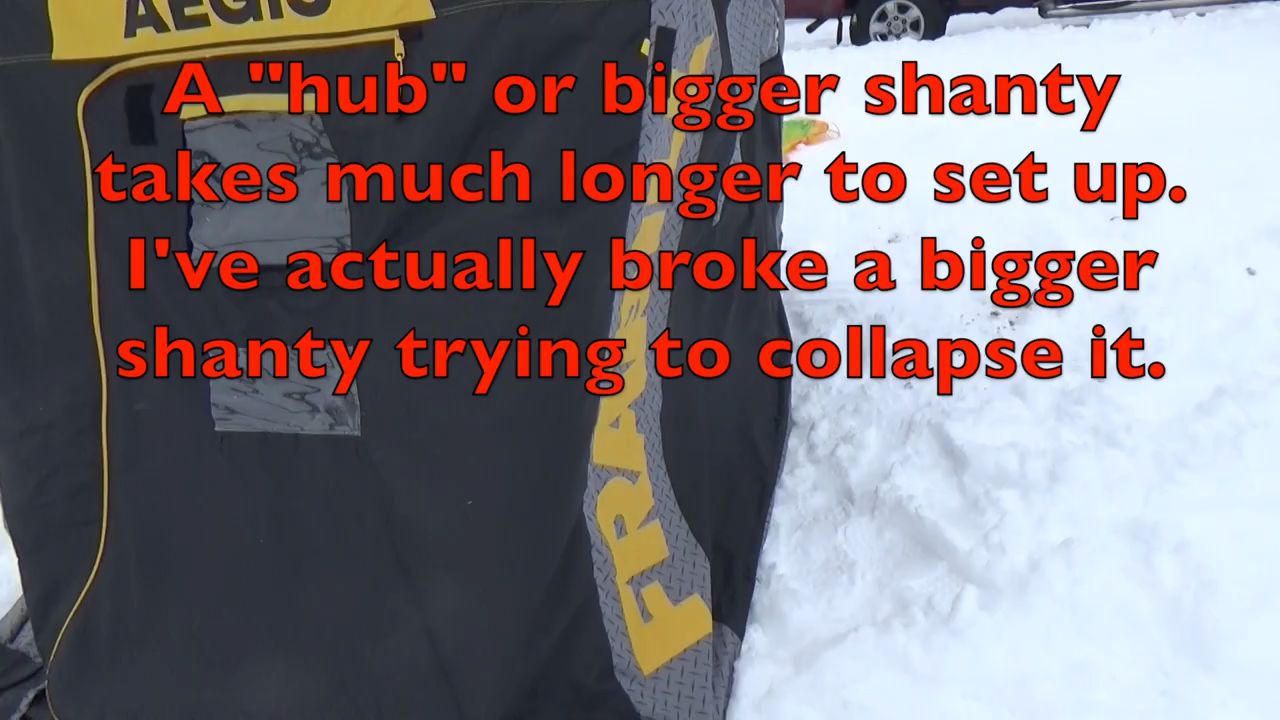 AEGIS
A "hub" or bigger shanty
takes much longer to set up.
I've actually broke a bigger
shanty trying to collapse it.